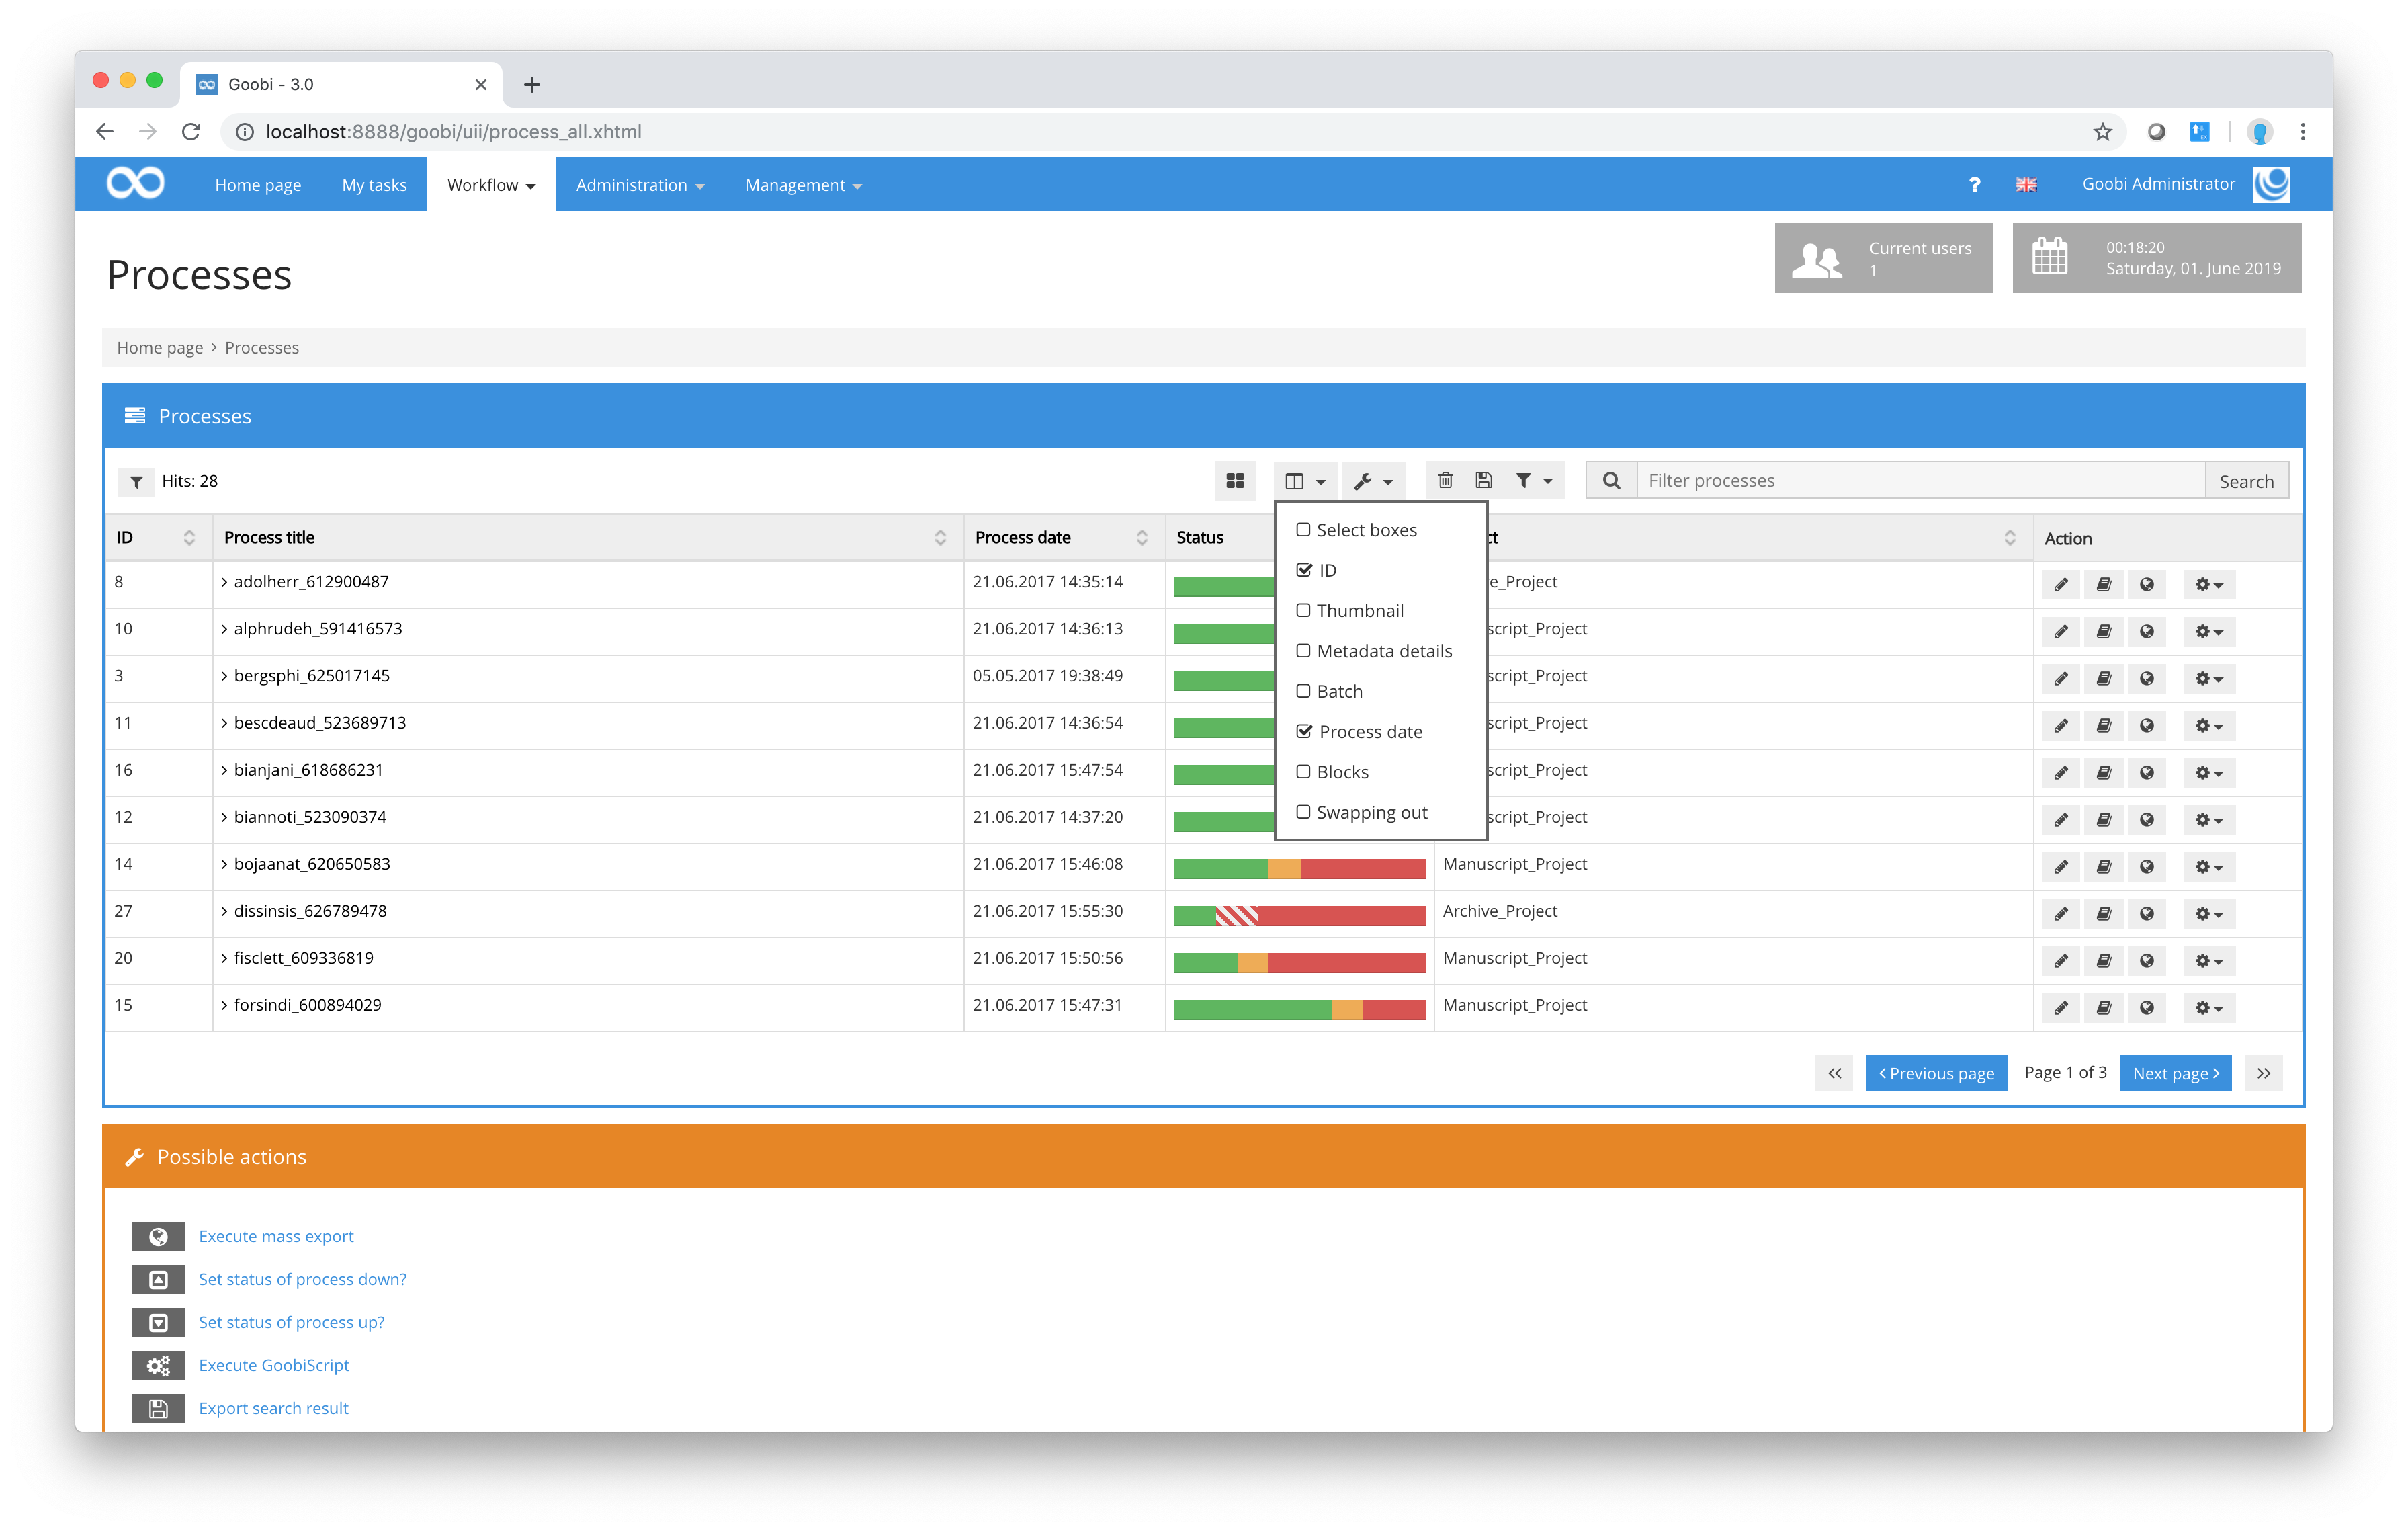 Goobi - 3.0
localhost:8888/goobi/uii/process_all.xhtml
Home page My tasks Workflow Administration Management ? Goobi Administrator
Processes
Current users
1
00:18:20
Saturday, 01. June 2019
Home page > Processes
Processes
Hits: 28
Filter processes Search
ID Process title Process date Status ct Action
Select boxes
ID
Thumbnail
Metadata details
Batch
Process date
Blocks
Swapping out
8 > adolherr_612900487 21.06.2017 14:35:14 e_Project
10 > alphrudeh_591416573 21.06.2017 14:36:13 script_Project
3 > bergsphi_625017145 05.05.2017 19:38:49 script_Project
11 > bescdeaud_523689713 21.06.2017 14:36:54 script_Project
16 > bianjani_618686231 21.06.2017 15:47:54 script_Project
12 > biannoti_523090374 21.06.2017 14:37:20 script_Project
14 > bojaanat_620650583 21.06.2017 15:46:08 Manuscript_Project
27 > dissinsis_626789478 21.06.2017 15:55:30 Archive_Project
20 > fisclett_609336819 21.06.2017 15:50:56 Manuscript_Project
15 > forsindi_600894029 21.06.2017 15:47:31 Manuscript_Project
« < Previous page Page 1 of 3 Next page > »
Possible actions
Execute mass export
Set status of process down?
Set status of process up?
Execute GoobiScript
Export search result